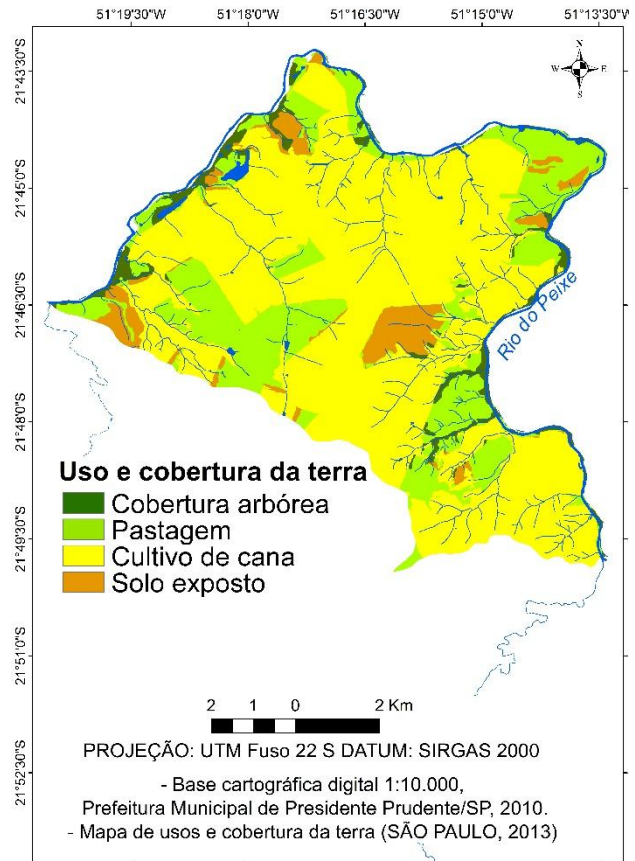 51°19'30"W 51°18'0"W 51°16'30"W 51°15'0"W 51°13'30"W
21°43'30"S
21°45'0"S
21°46'30"S
21°48'0"S
21°49'30"S
21°51'0"S
21°52'30"S
N
W E
S
Rio do Peixe
Uso e cobertura da terra
Cobertura arbórea
Pastagem
Cultivo de cana
Solo exposto
2 1 0 2 Km
PROJEÇÃO: UTM Fuso 22 S DATUM: SIRGAS 2000
- Base cartográfica digital 1:10.000,
Prefeitura Municipal de Presidente Prudente/SP, 2010.
- Mapa de usos e cobertura da terra (SÃO PAULO, 2013)